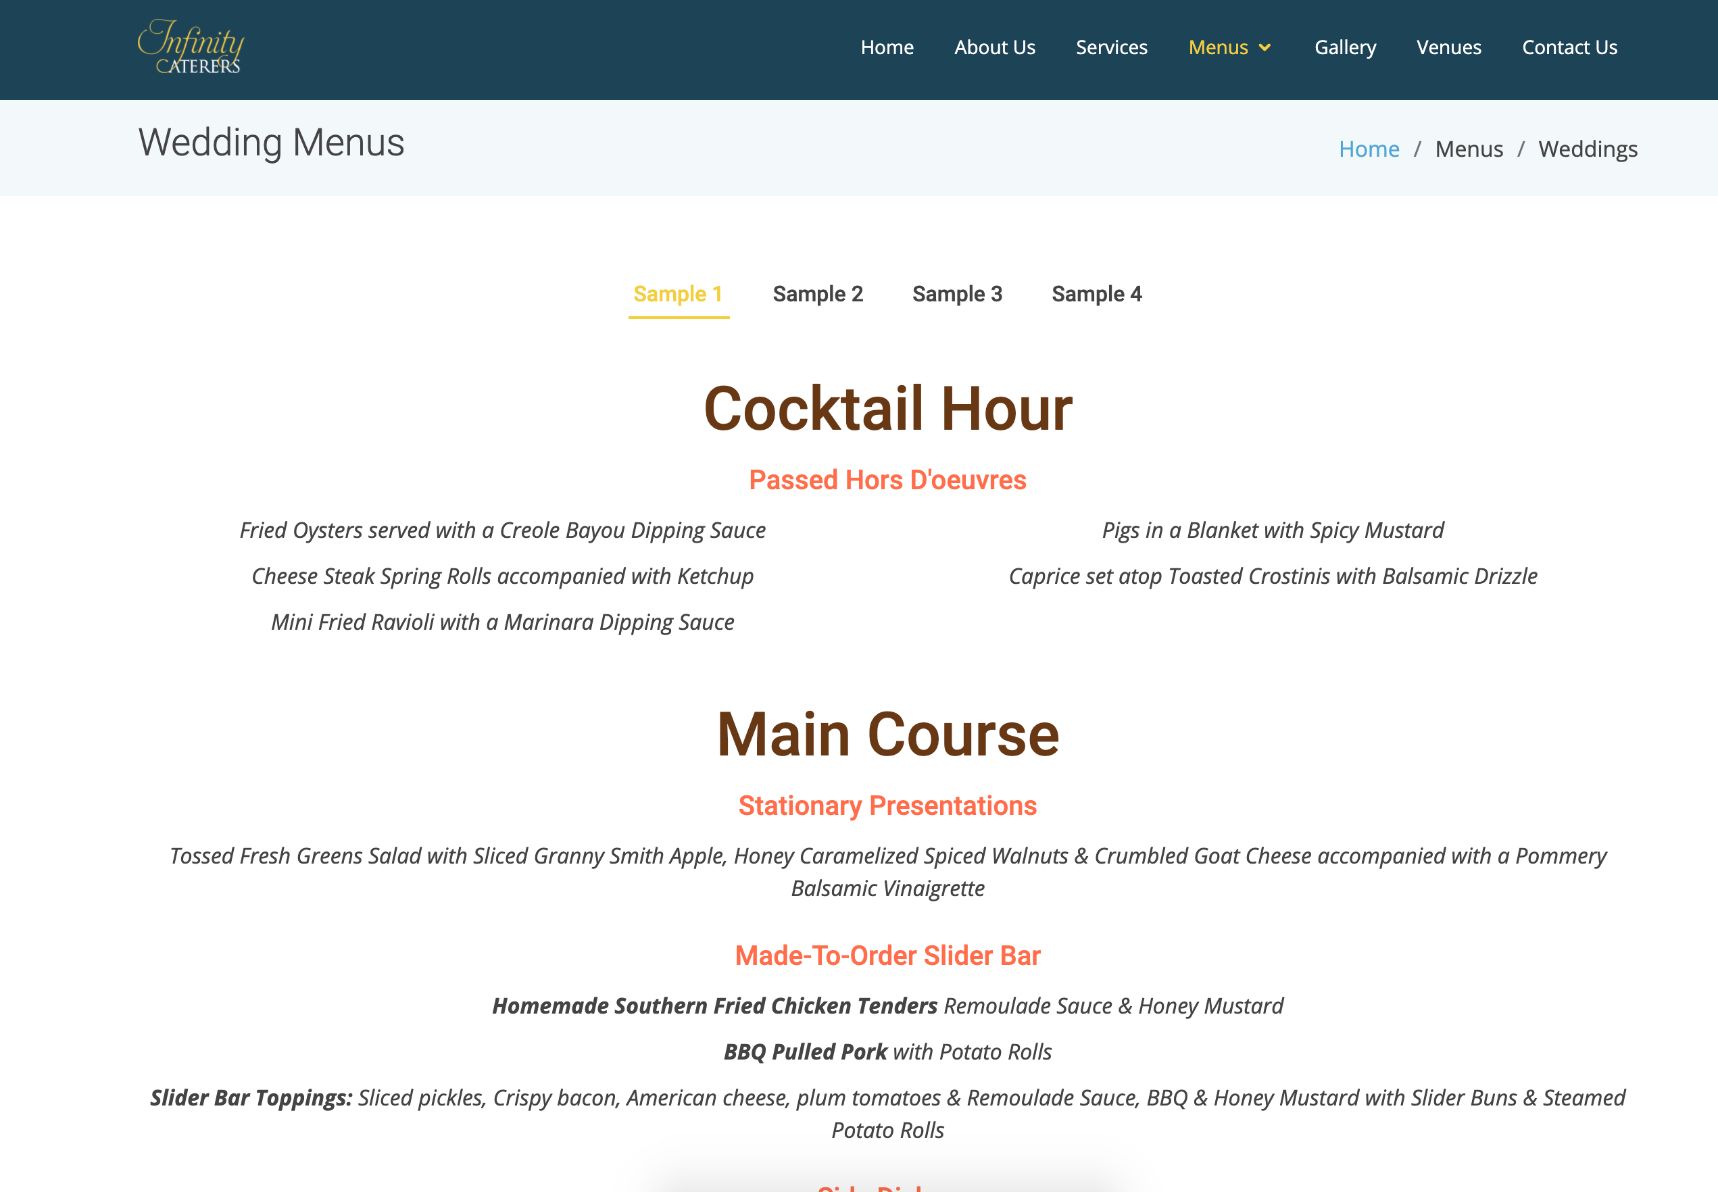 Infinity
CATERERS
Home
About Us
Services
Menus
Gallery
Venues
Contact Us
Wedding Menus
Home / Menus / Weddings
Sample 1
Sample 2
Sample 3
Sample 4
Cocktail Hour
Passed Hors D'oeuvres
Fried Oysters served with a Creole Bayou Dipping Sauce
Cheese Steak Spring Rolls accompanied with Ketchup
Mini Fried Ravioli with a Marinara Dipping Sauce
Pigs in a Blanket with Spicy Mustard
Caprice set atop Toasted Crostinis with Balsamic Drizzle
Main Course
Stationary Presentations
Tossed Fresh Greens Salad with Sliced Granny Smith Apple, Honey Caramelized Spiced Walnuts & Crumbled Goat Cheese accompanied with a Pommery
Balsamic Vinaigrette
Made-To-Order Slider Bar
Homemade Southern Fried Chicken Tenders Remoulade Sauce & Honey Mustard
BBQ Pulled Pork with Potato Rolls
Slider Bar Toppings: Sliced pickles, Crispy bacon, American cheese, plum tomatoes & Remoulade Sauce, BBQ & Honey Mustard with Slider Buns & Steamed
Potato Rolls